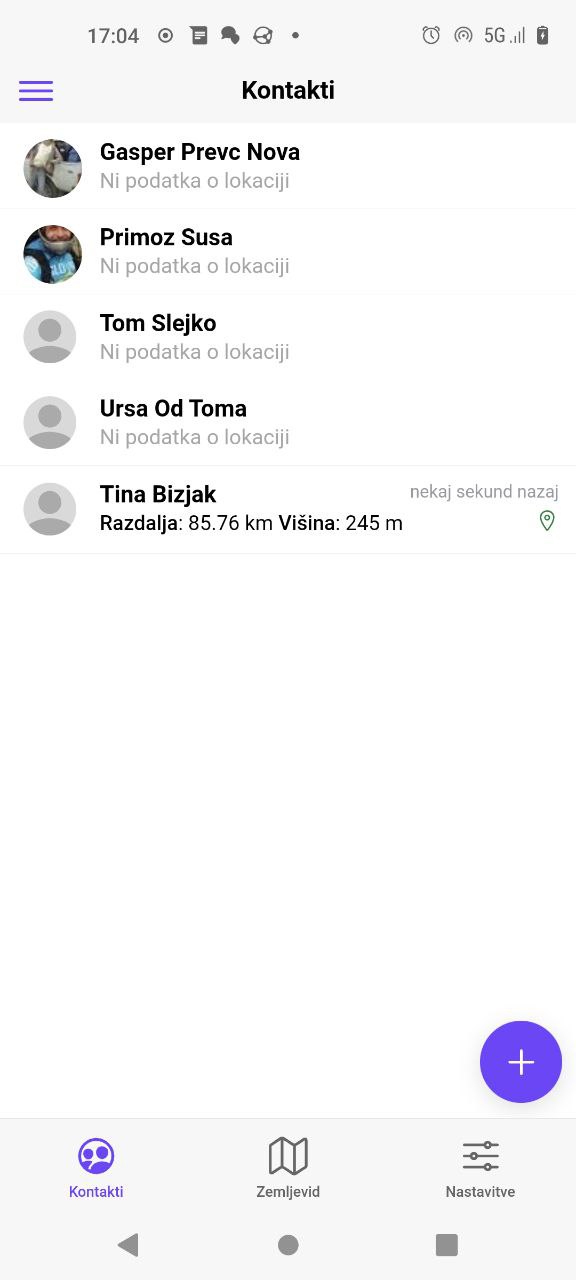 17:04
5G
Kontakti
Gasper Prevc Nova
Ni podatka o lokaciji
Primoz Susa
Ni podatka o lokaciji
Tom Slejko
Ni podatka o lokaciji
Ursa Od Toma
Ni podatka o lokaciji
Tina Bizjak
nekaj sekund nazaj
Razdalja: 85.76 km Višina: 245 m
Kontakti
Zemljevid
Nastavitve